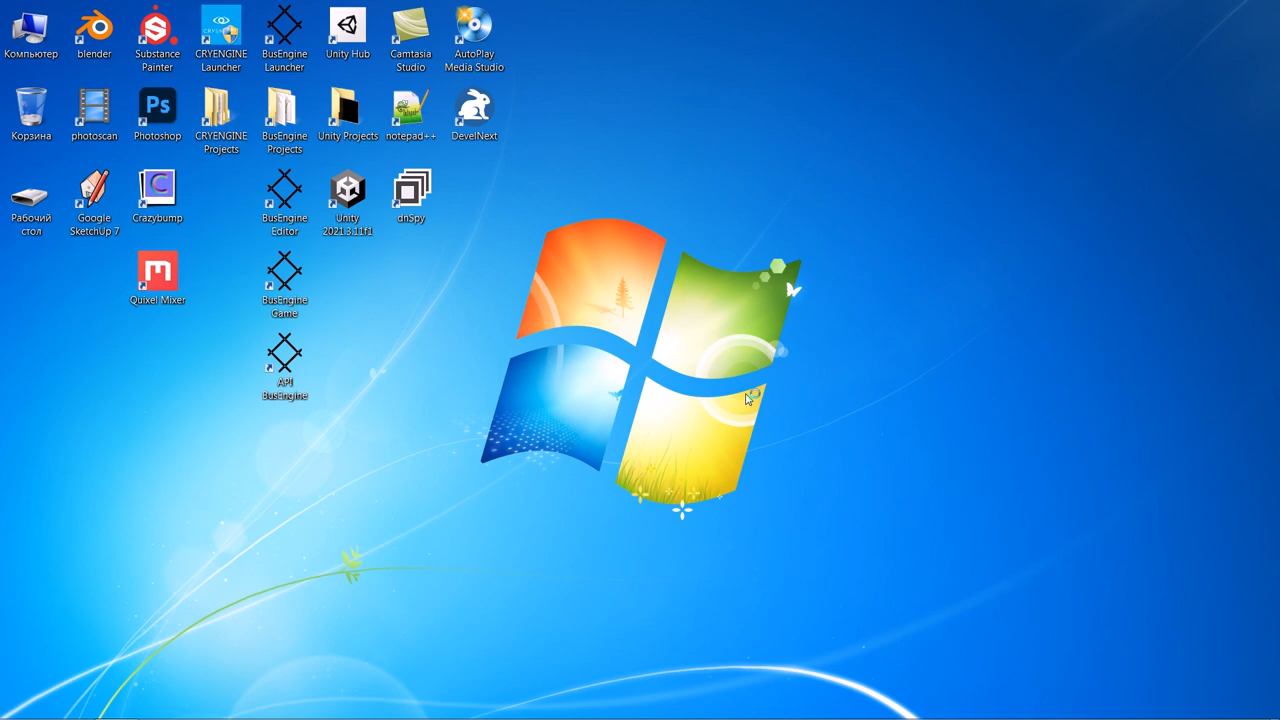 Компьютер
blender
Substance
Painter
CRYENGINE
Launcher
BusEngine
Launcher
Unity Hub
Camtasia
Studio
AutoPlay
Media Studio
Корзина
photoscan
Ps
Photoshop
CRYENGINE
Projects
BusEngine
Projects
Unity Projects
notepad++
DevelNext
Рабочий
стол
Google
SketchUp 7
C
Crazybump
BusEngine
Editor
Unity
2021.3.11f1
dnSpy
Quixel Mixer
BusEngine
Game
API
BusEngine